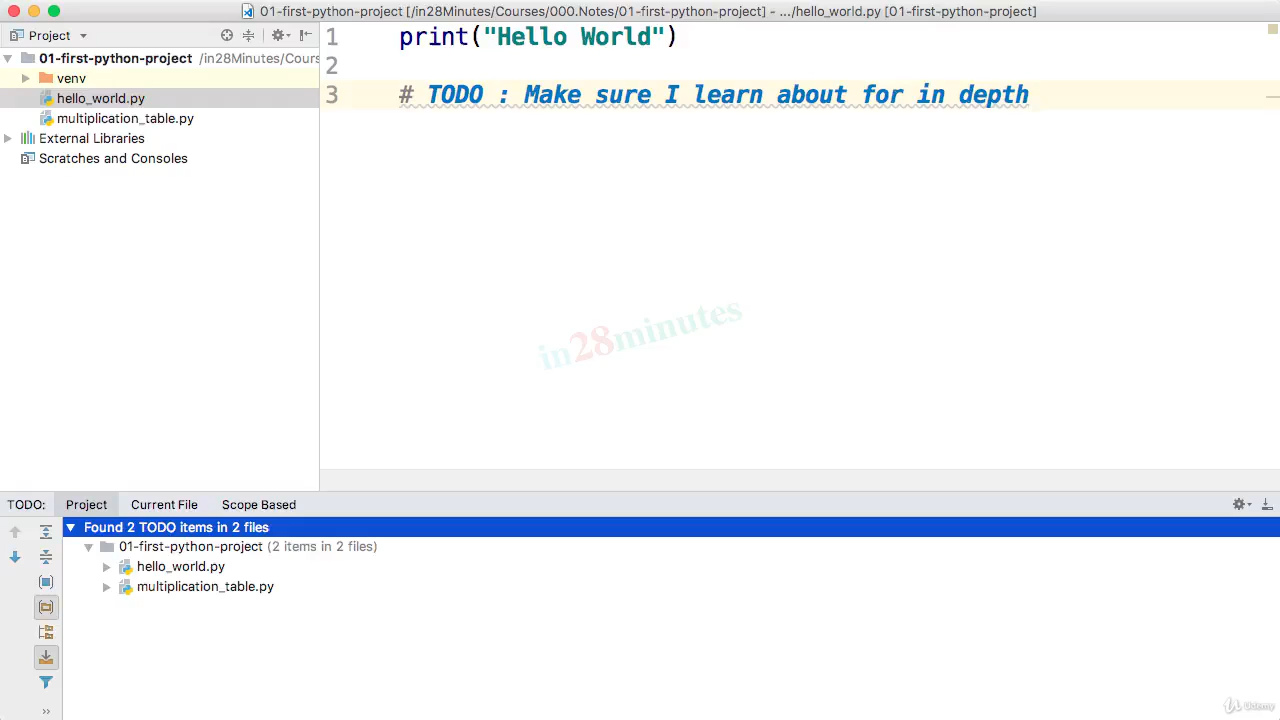 01-first-python-project [/in28Minutes/Courses/000.Notes/01-first-python-project] - .../hello_world.py [01-first-python-project]
Project
01-first-python-project /in28Minutes/Cours
venv
hello_world.py
multiplication_table.py
External Libraries
Scratches and Consoles
1 print("Hello World")
2
3 # TODO : Make sure I learn about for in depth
in28minutes
TODO: Project Current File Scope Based
Found 2 TODO items in 2 files
01-first-python-project (2 items in 2 files)
hello_world.py
multiplication_table.py
Udemy